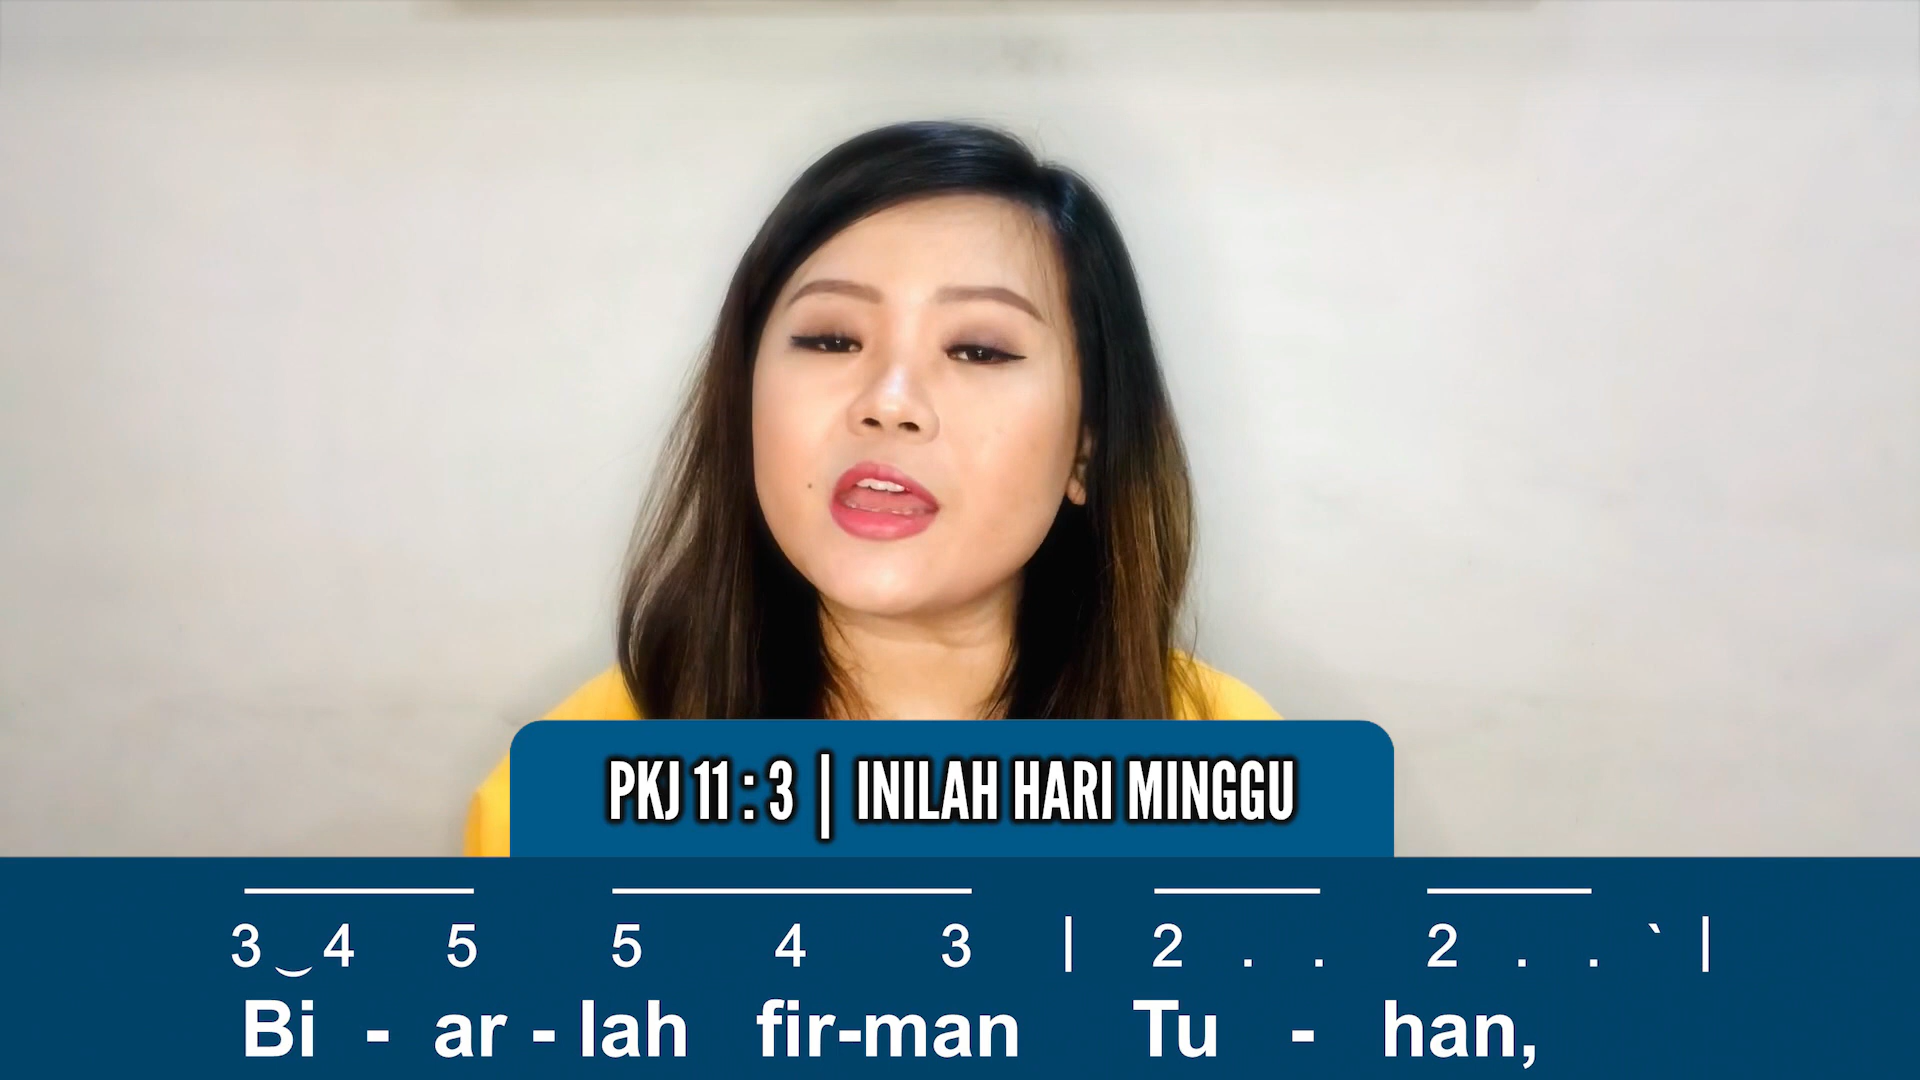 PKJ 11 : 3 | INILAH HARI MINGGU
3 4 5 5 4 3 | 2 . . 2 . . ` |
Bi - ar - lah fir-man Tu - han,